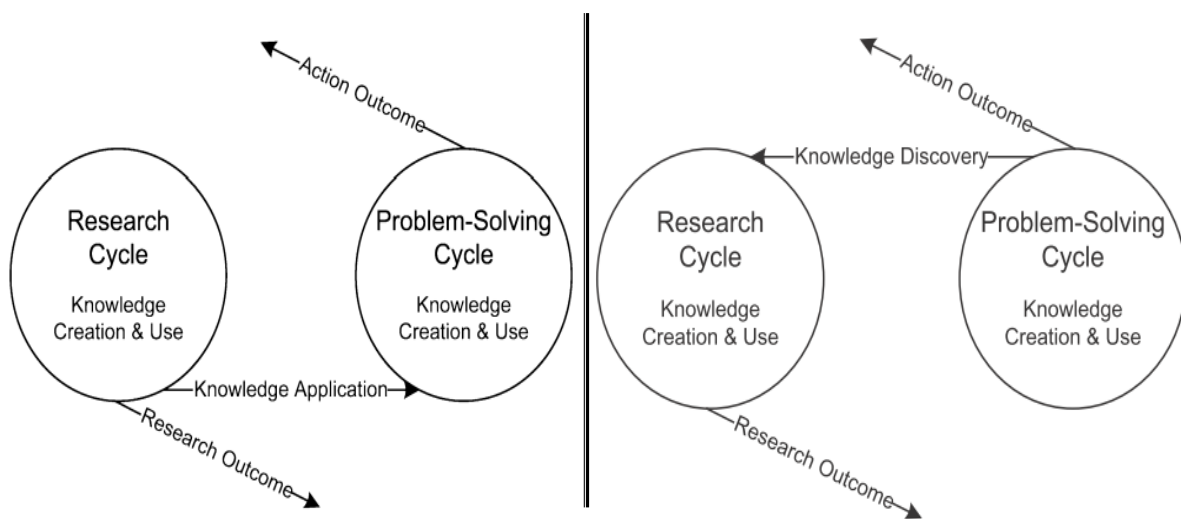 Action Outcome
Research
Cycle
Knowledge
Creation & Use
Problem-Solving
Cycle
Knowledge
Creation & Use
Knowledge Application
Research Outcome
Action Outcome
Knowledge Discovery
Research
Cycle
Knowledge
Creation & Use
Problem-Solving
Cycle
Knowledge
Creation & Use
Research Outcome